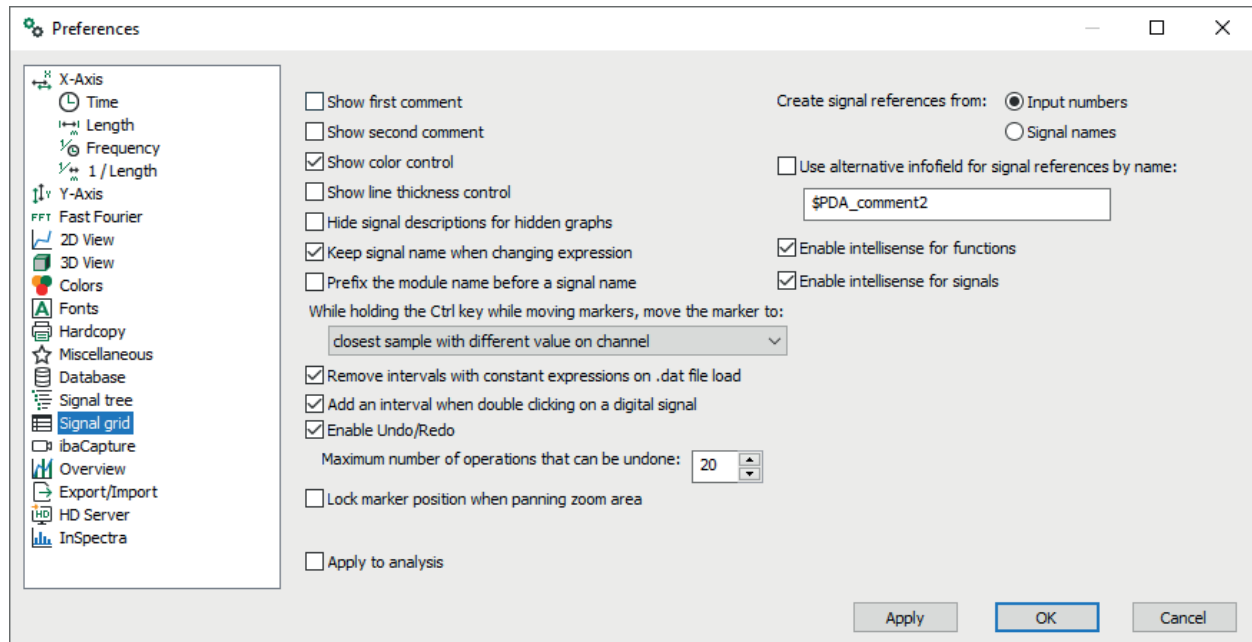 Preferences
X-Axis
Time
Length
Frequency
1 / Length
Y-Axis
FFT Fast Fourier
2D View
3D View
Colors
Fonts
Hardcopy
Miscellaneous
Database
Signal tree
Signal grid
ibaCapture
Overview
Export/Import
HD Server
InSpectra
Show first comment
Show second comment
Show color control
Show line thickness control
Hide signal descriptions for hidden graphs
Keep signal name when changing expression
Prefix the module name before a signal name
While holding the Ctrl key while moving markers, move the marker to:
closest sample with different value on channel
Remove intervals with constant expressions on .dat file load
Add an interval when double clicking on a digital signal
Enable Undo/Redo
Maximum number of operations that can be undone: 20
Lock marker position when panning zoom area
Apply to analysis
Create signal references from: Input numbers
Signal names
Use alternative infofield for signal references by name:
$PDA_comment2
Enable intellisense for functions
Enable intellisense for signals
Apply OK Cancel